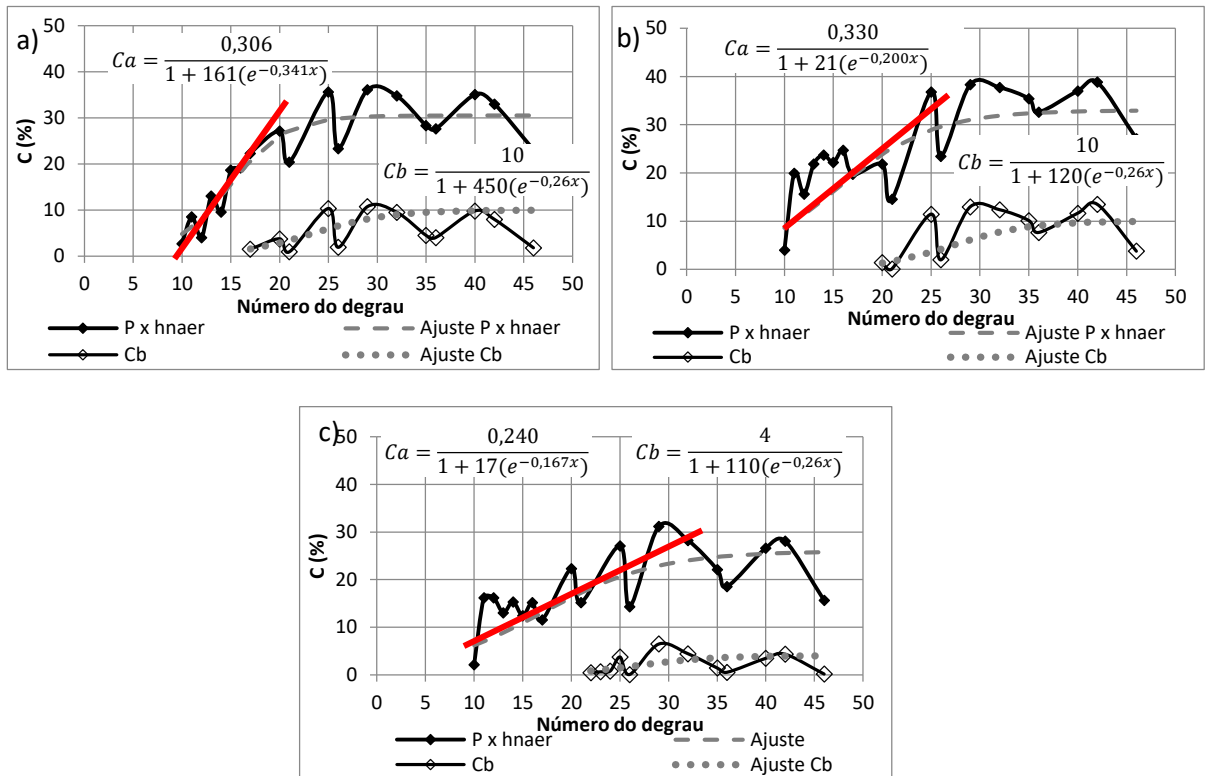 a)
50
40
30
20
10
0
C (%)
Ca = 0,306 / 1 + 161(e^-0,341x)
Cb = 10 / 1 + 450(e^-0,26x)
0 5 10 15 20 25 30 35 40 45 50
Número do degrau
P x hnaer
Ajuste P x hnaer
Cb
Ajuste Cb
b)
50
40
30
20
10
0
C (%)
Ca = 0,330 / 1 + 21(e^-0,200x)
Cb = 10 / 1 + 120(e^-0,26x)
0 5 10 15 20 25 30 35 40 45 50
Número do degrau
P x hnaer
Ajuste P x hnaer
Cb
Ajuste Cb
c)
50
40
30
20
10
0
C (%)
Ca = 0,240 / 1 + 17(e^-0,167x)
Cb = 4 / 1 + 110(e^-0,26x)
0 5 10 15 20 25 30 35 40 45 50
Número do degrau
P x hnaer
Ajuste
Cb
Ajuste Cb